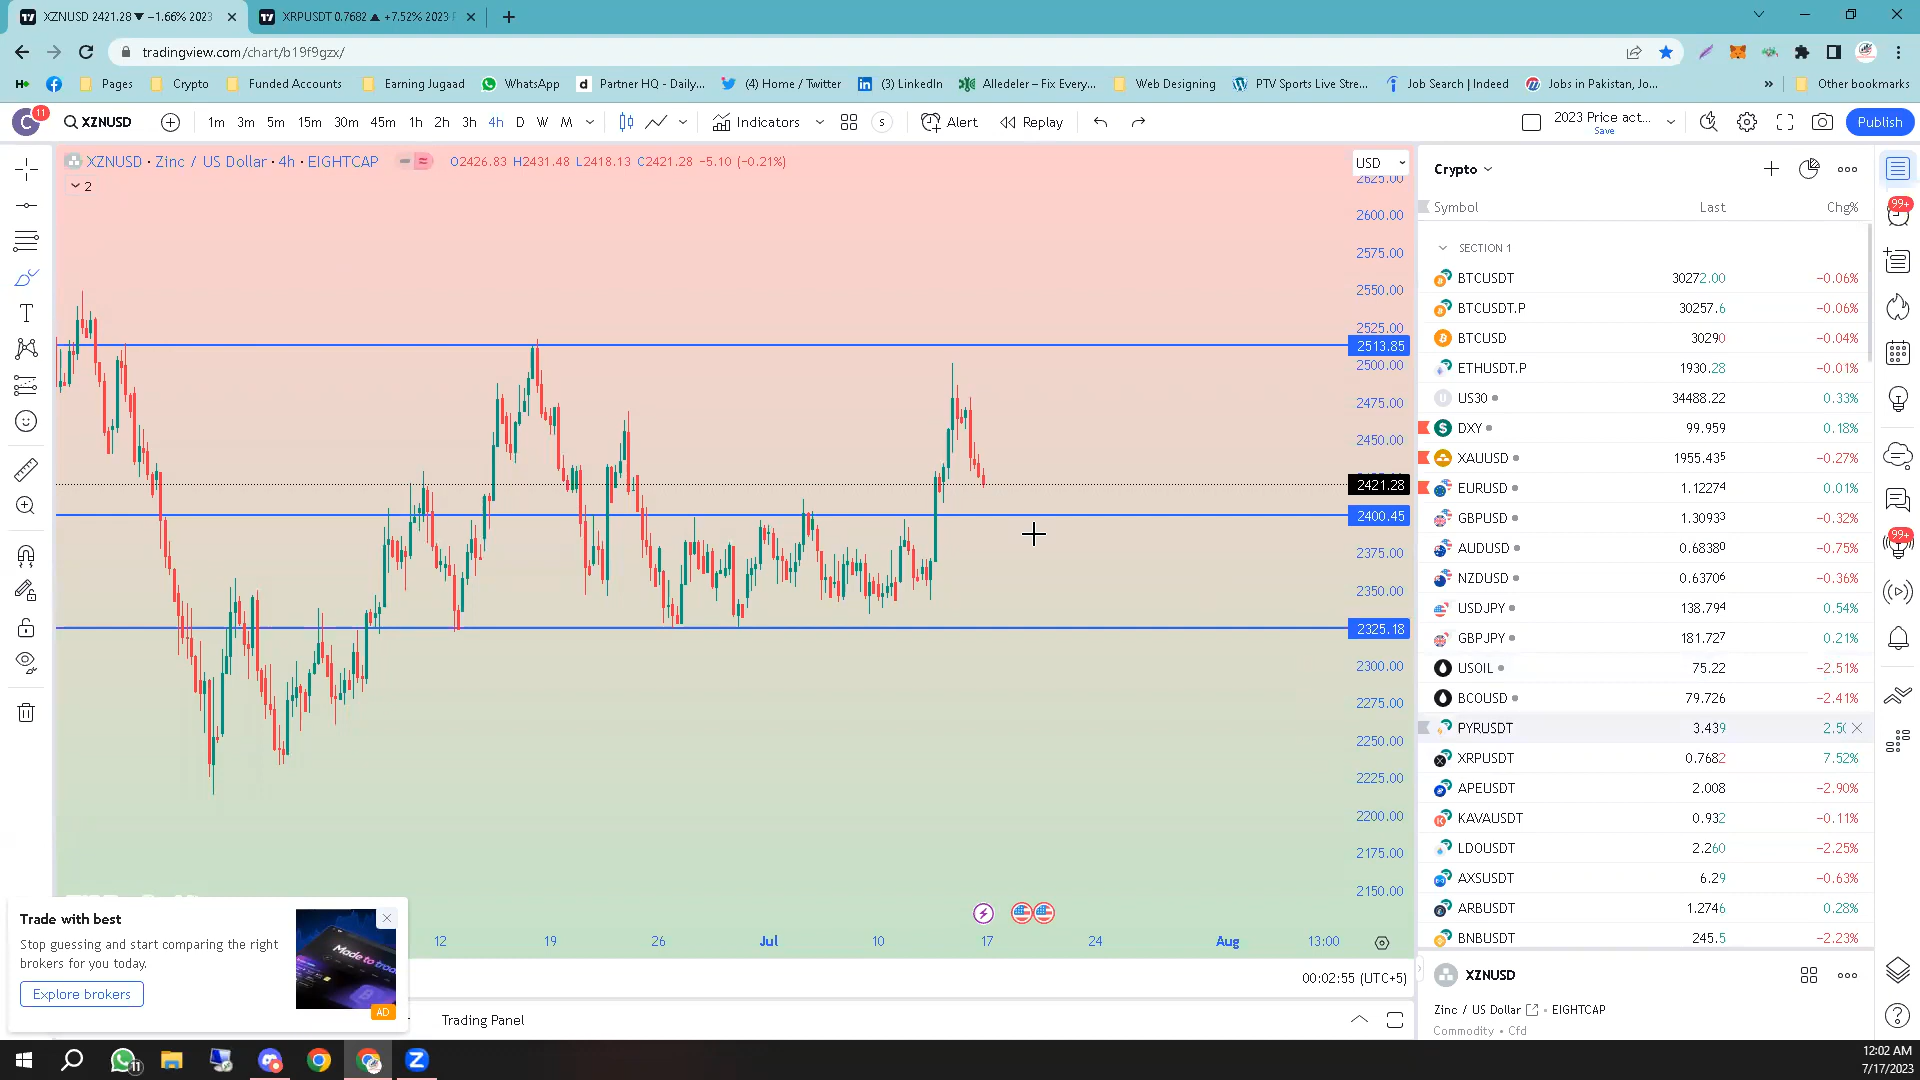 XZNUSD 2421.28 ▼ −1.66% 2023
XRPUSDT 0.7682 ▲ +7.52% 2023
tradingview.com/chart/b19f9gzx/
Pages Crypto Funded Accounts Earning Jugaad WhatsApp Partner HQ - Daily... (4) Home / Twitter (3) LinkedIn Alledeler – Fix Every... Web Designing PTV Sports Live Stre... Job Search | Indeed Jobs in Pakistan, Jo... » Other bookmarks
C 11 XZNUSD 1m 3m 5m 15m 30m 45m 1h 2h 3h 4h D W M Indicators S Alert Replay 2023 Price act... Save Publish
XZNUSD · Zinc / US Dollar · 4h · EIGHTCAP O2426.83 H2431.48 L2418.13 C2421.28 −5.10 (−0.21%)
2
USD
2625.00
2600.00
2575.00
2550.00
2525.00
2513.85
2500.00
2475.00
2450.00
2421.28
2400.45
2375.00
2350.00
2325.18
2300.00
2275.00
2250.00
2225.00
2200.00
2175.00
2150.00
12 19 26 Jul 10 17 24 Aug 13:00
00:02:55 (UTC+5)
Trading Panel
Trade with best
Stop guessing and start comparing the right
brokers for you today.
Explore brokers
Made to trade
AD
Crypto
Symbol Last Chg%
SECTION 1
BTCUSDT 30272.00 −0.06%
BTCUSDT.P 30257.6 −0.06%
BTCUSD 30290 −0.04%
ETHUSDT.P 1930.28 −0.01%
US30 34488.22 0.33%
DXY 99.959 0.18%
XAUUSD 1955.435 −0.27%
EURUSD 1.12274 0.01%
GBPUSD 1.30933 −0.32%
AUDUSD 0.68380 −0.75%
NZDUSD 0.63706 −0.36%
USDJPY 138.794 0.54%
GBPJPY 181.727 0.21%
USOIL 75.22 −2.51%
BCOUSD 79.726 −2.41%
PYRUSDT 3.439 2.50
XRPUSDT 0.7682 7.52%
APEUSDT 2.008 −2.90%
KAVAUSDT 0.932 −0.11%
LDOUSDT 2.260 −2.25%
AXSUSDT 6.29 −0.63%
ARBUSDT 1.2746 0.28%
BNBUSDT 245.5 −2.23%
XZNUSD
Zinc / US Dollar • EIGHTCAP
Commodity • Cfd
99+
99+
11
12:02 AM
7/17/2023